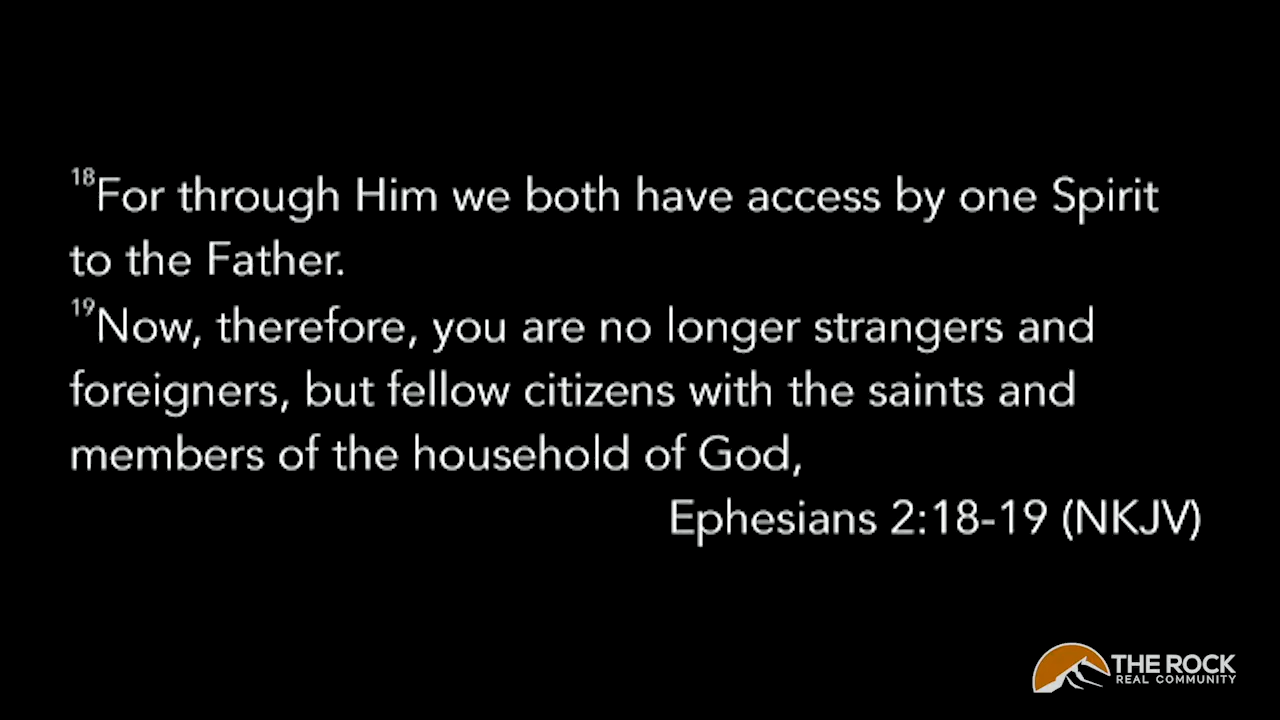 18For through Him we both have access by one Spirit
to the Father.
19Now, therefore, you are no longer strangers and
foreigners, but fellow citizens with the saints and
members of the household of God,
Ephesians 2:18-19 (NKJV)
THE ROCK
REAL COMMUNITY